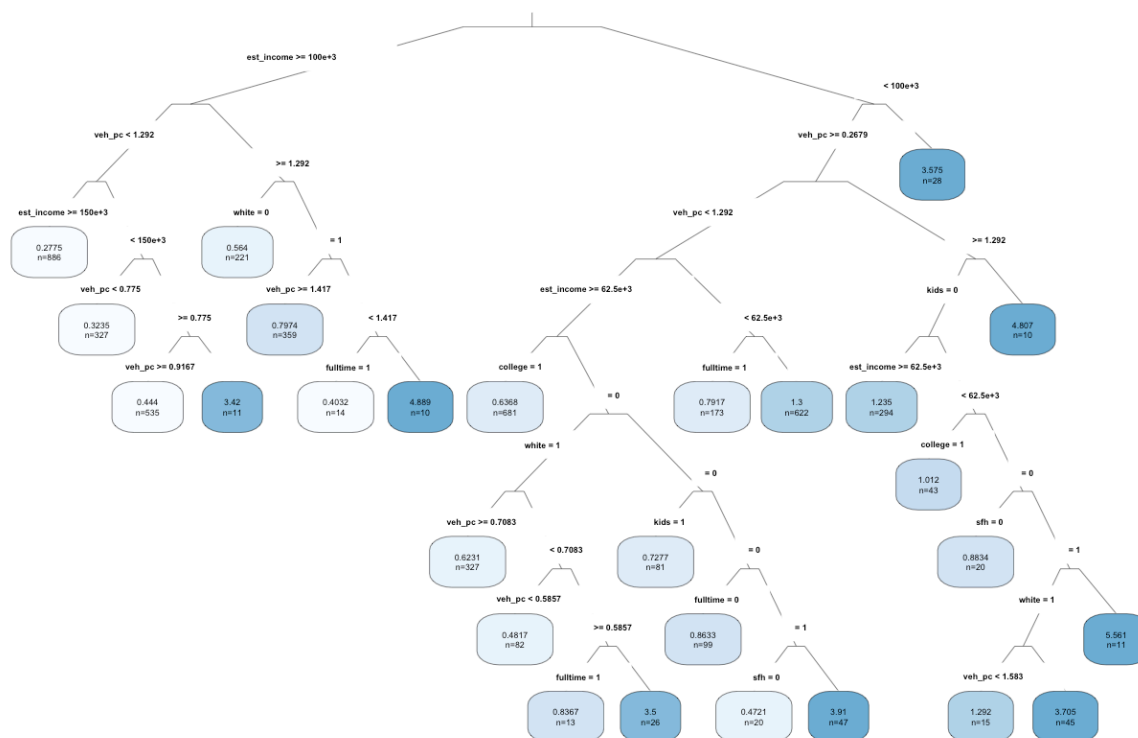 est_income >= 100e+3
< 100e+3
veh_pc < 1.292
veh_pc >= 0.2679
>= 1.292
3.575
n=28
est_income >= 150e+3
white = 0
veh_pc < 1.292
0.2775
n=886
< 150e+3
0.564
n=221
= 1
>= 1.292
veh_pc < 0.775
veh_pc >= 1.417
est_income >= 62.5e+3
kids = 0
0.3235
n=327
>= 0.775
0.7974
n=359
< 1.417
< 62.5e+3
4.807
n=10
veh_pc >= 0.9167
fulltime = 1
college = 1
fulltime = 1
est_income >= 62.5e+3
0.444
n=535
3.42
n=11
0.4032
n=14
4.889
n=10
0.6368
n=681
= 0
0.7917
n=173
1.3
n=622
1.235
n=294
< 62.5e+3
white = 1
college = 1
= 0
1.012
n=43
= 0
veh_pc >= 0.7083
kids = 1
sfh = 0
0.6231
n=327
< 0.7083
0.7277
n=81
= 0
0.8834
n=20
= 1
veh_pc < 0.5857
fulltime = 0
white = 1
0.4817
n=82
>= 0.5857
0.8633
n=99
= 1
5.561
n=11
fulltime = 1
sfh = 0
veh_pc < 1.583
0.8367
n=13
3.5
n=26
0.4721
n=20
3.91
n=47
1.292
n=15
3.705
n=45